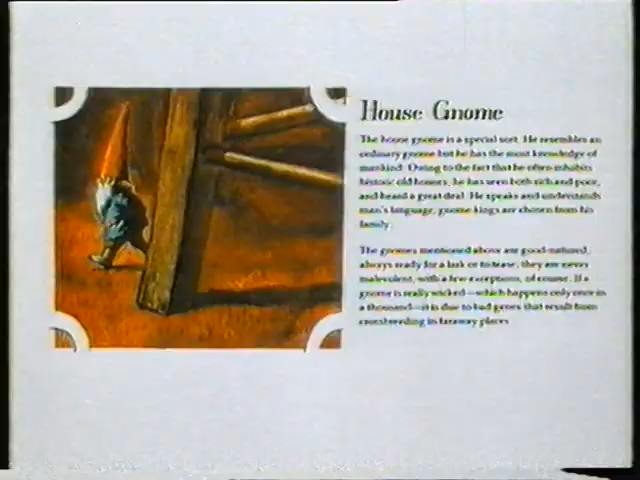 House Gnome
The house gnome is a special sort. He resembles an
ordinary gnome but he has the most knowledge of
mankind. Owing to the fact that he often inhabits
historic old houses, he has seen both rich and poor,
and heard a great deal. He speaks and understands
man's language, gnome kings are chosen from his
family.
The gnomes mentioned above are good-natured,
always ready for a lark or to tease; they are never
malevolent, with a few exceptions, of course. If a
gnome is really wicked—which happens only once in
a thousand—it is due to bad genes that result from
crossbreeding in faraway places